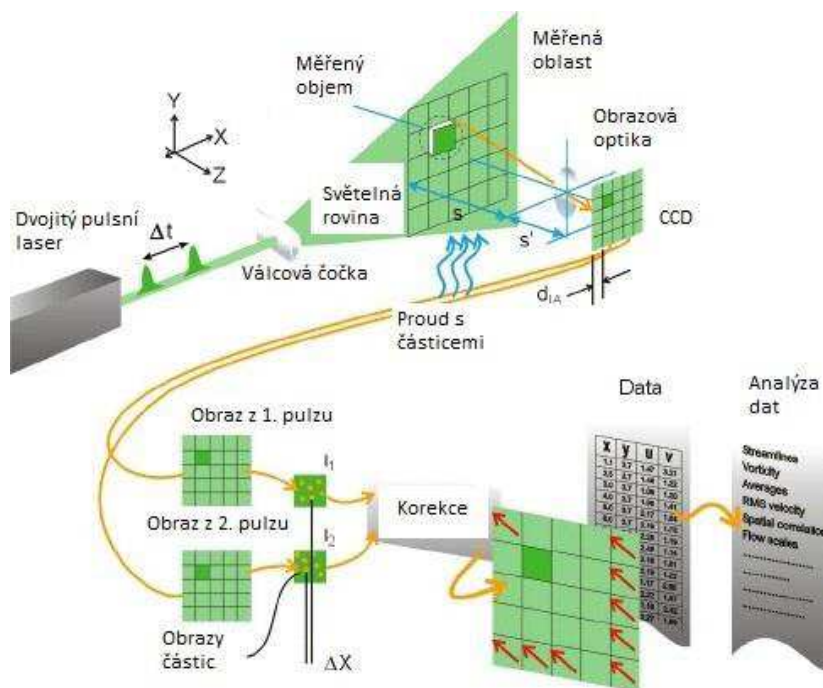 Měřená
oblast
Měřený
objem
Y
X
Z
Obrazová
optika
Světelná
rovina
s
s'
CCD
Dvojitý pulsní
laser
Δt
Válcová čočka
d_IA
Proud s
částicemi
Data
Analýza
dat
Obraz z 1. pulzu
I₁
Obraz z 2. pulzu
I₂
Korekce
Obrazy
částic
ΔX
x y u v
Streamlines
Vorticity
Averages
RMS velocity
Spatial correlation
Flow scales